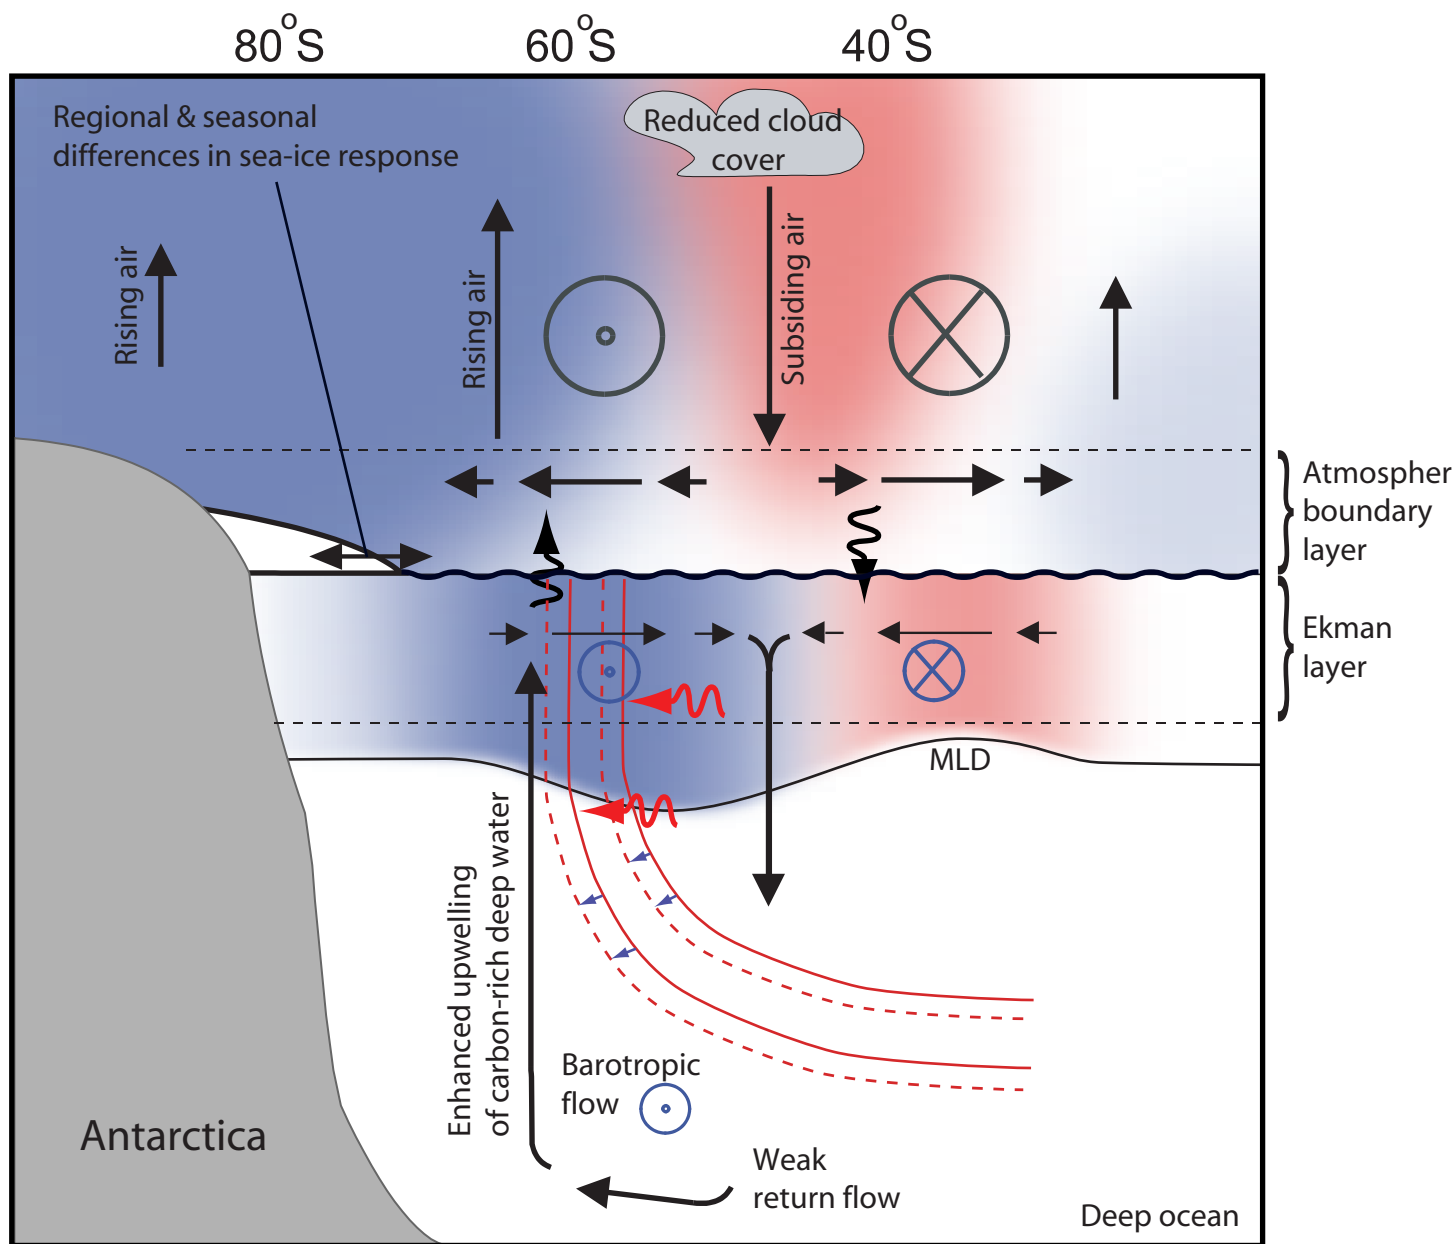 80°S
60°S
40°S
Regional & seasonal
differences in sea-ice response
Reduced cloud
cover
Rising air
Rising air
Subsiding air
Atmospher
boundary
layer
Ekman
layer
MLD
Enhanced upwelling
of carbon-rich deep water
Barotropic
flow
Antarctica
Weak
return flow
Deep ocean